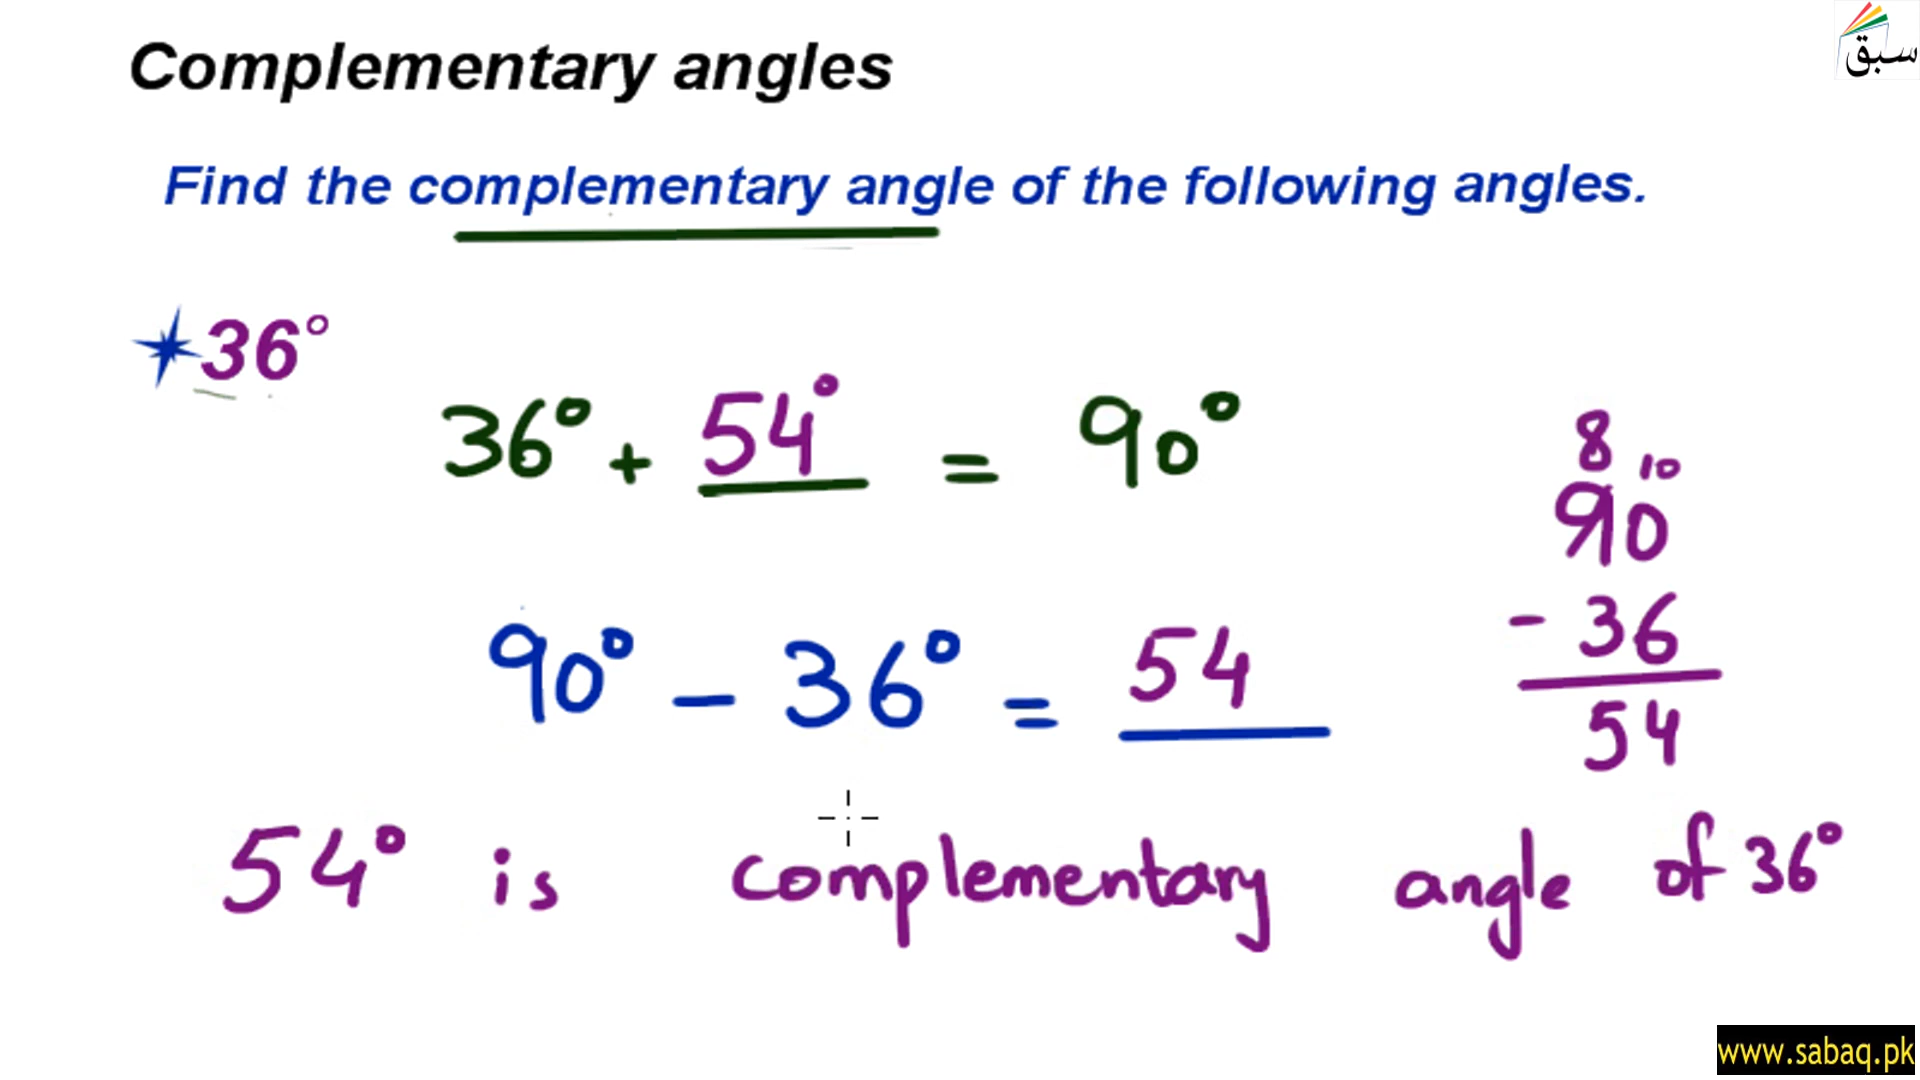 سبق
Complementary angles
Find the complementary angle of the following angles.
36°
36° + 54° = 90°
8 10
90
- 36
54
90° - 36° = 54
54° is complementary angle of 36°
www.sabaq.pk